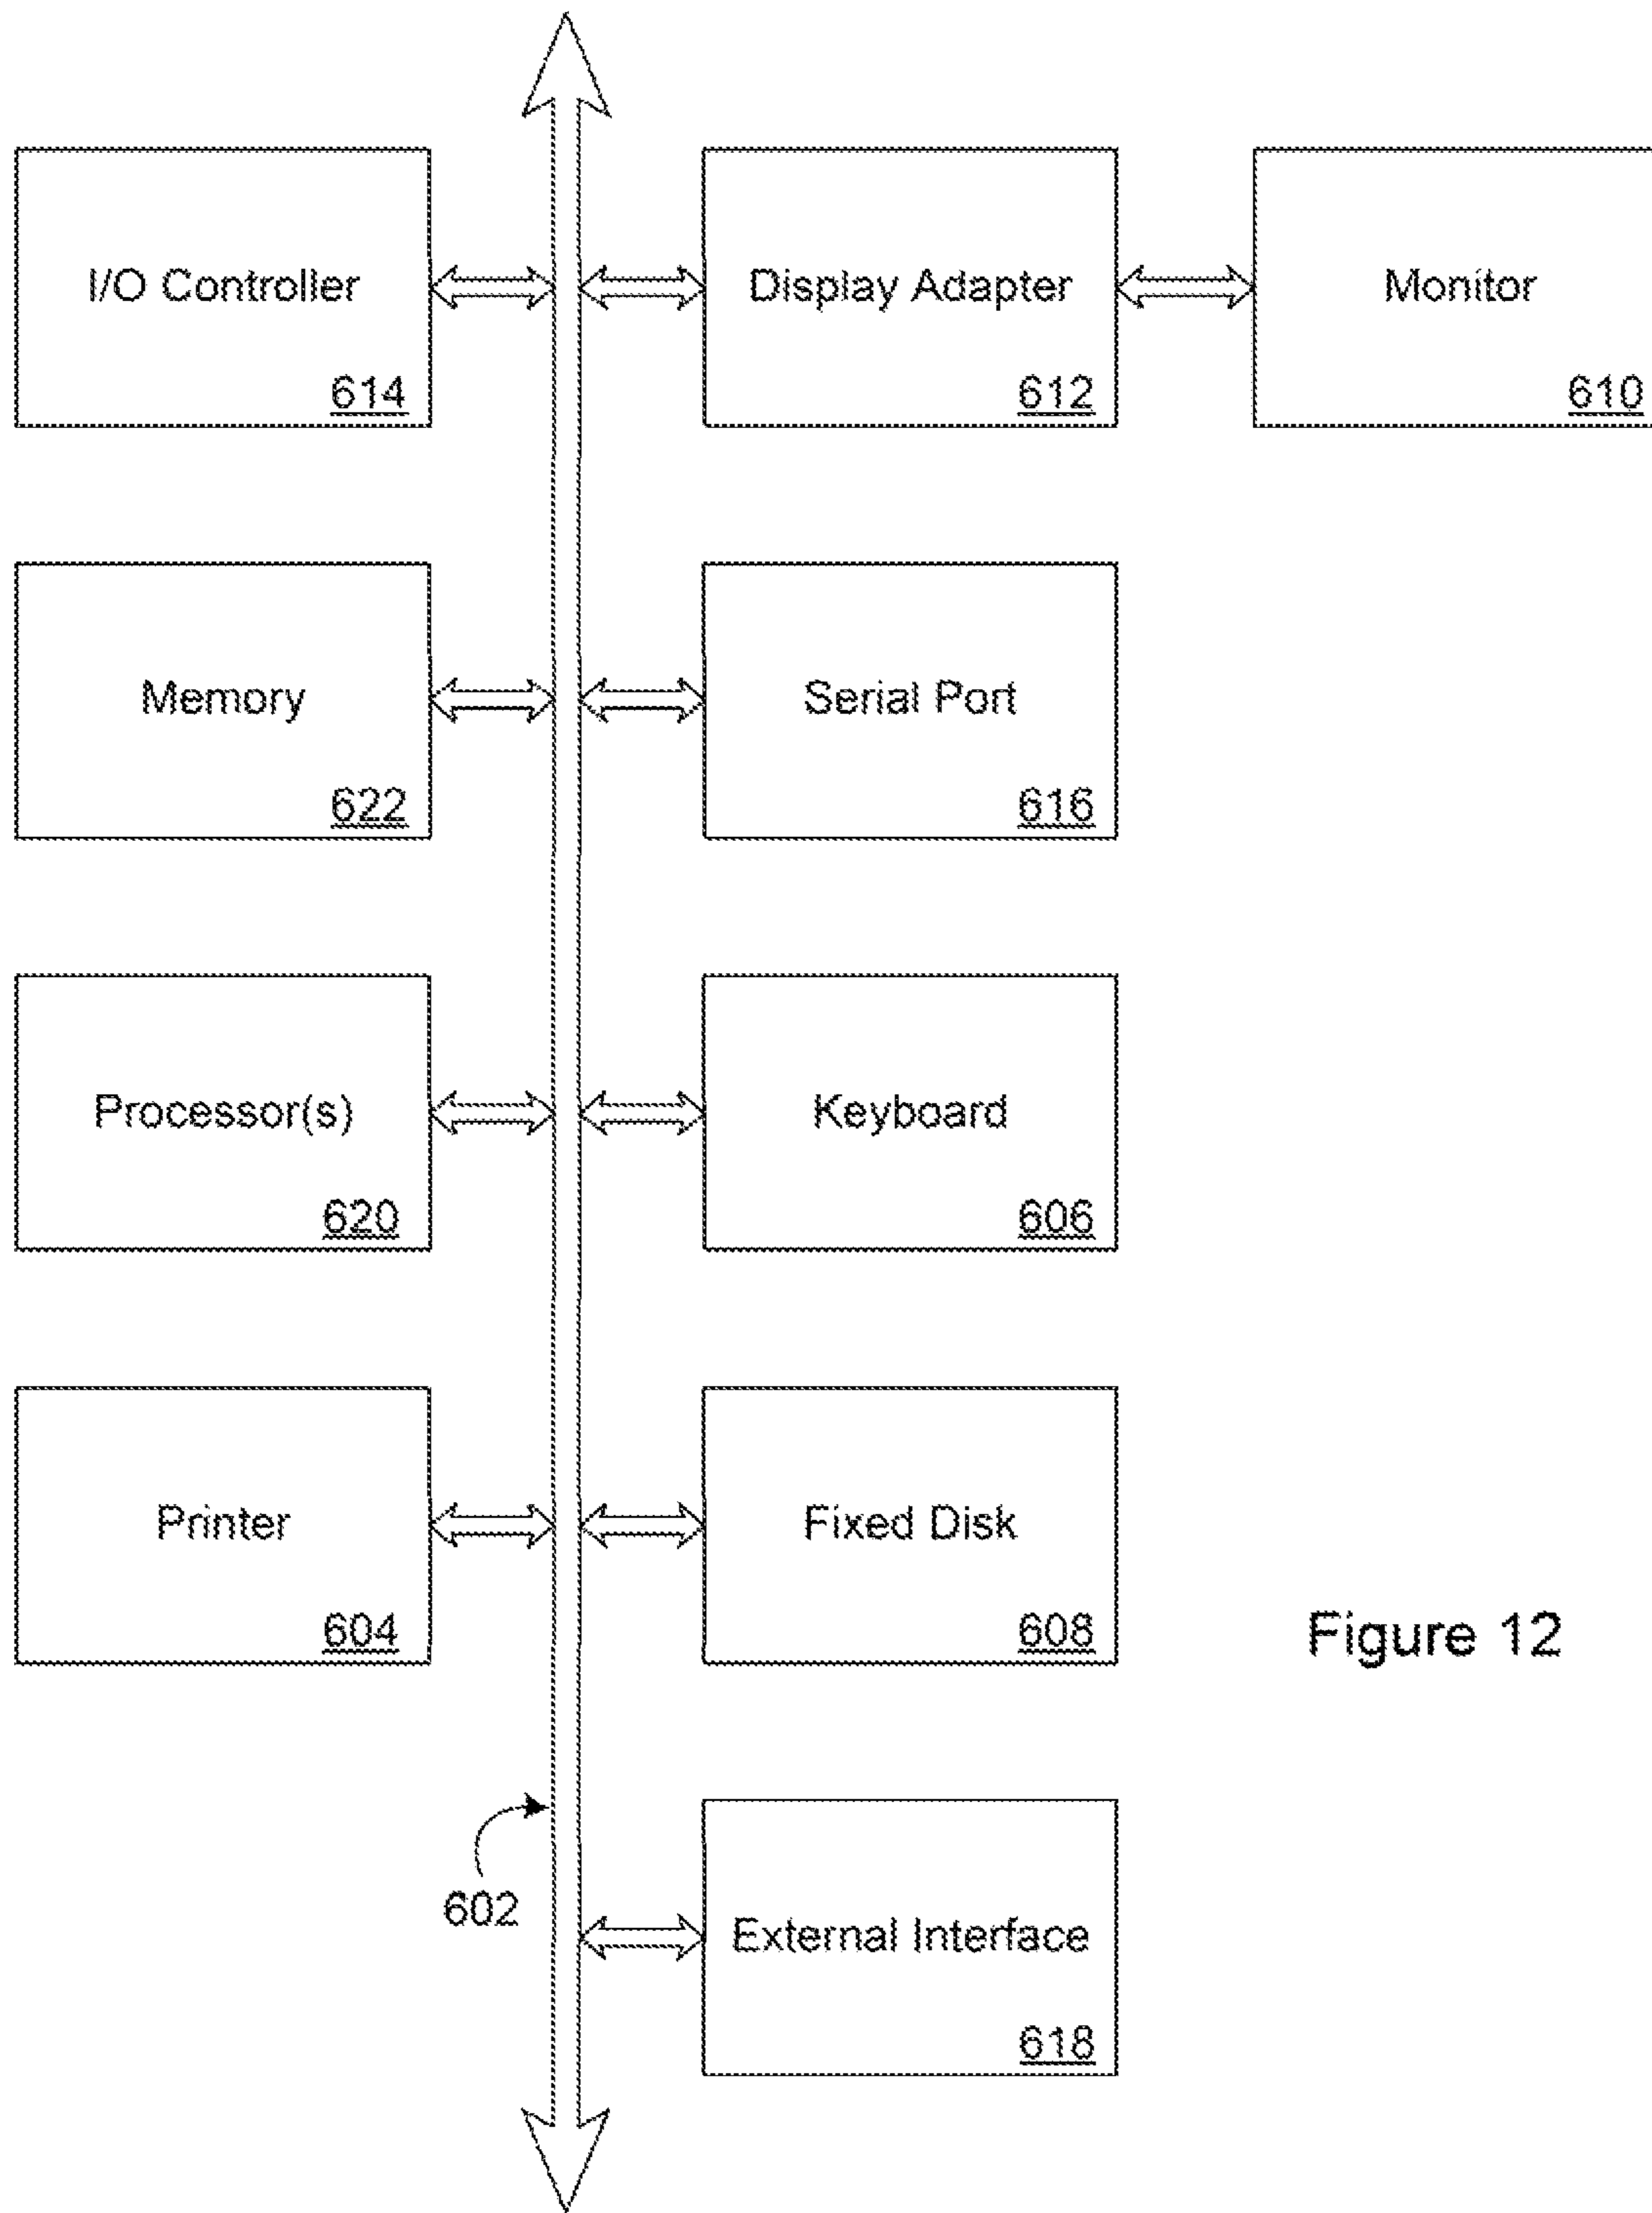 I/O Controller
614
Display Adapter
612
Monitor
610
Memory
622
Serial Port
616
Processor(s)
620
Keyboard
606
Printer
604
Fixed Disk
608
Figure 12
602
External Interface
618